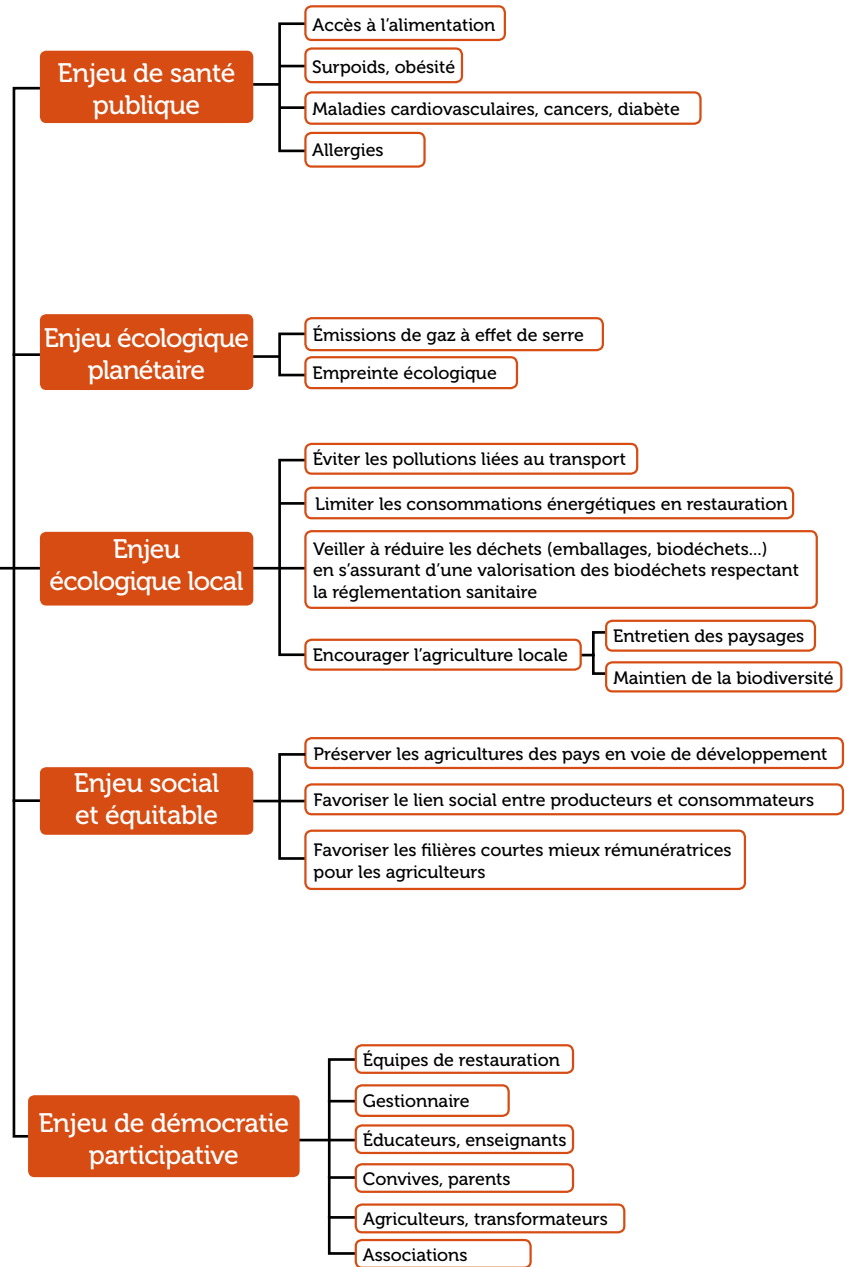 Enjeu de santé
publique
Accès à l'alimentation
Surpoids, obésité
Maladies cardiovasculaires, cancers, diabète
Allergies
Enjeu écologique
planétaire
Émissions de gaz à effet de serre
Empreinte écologique
Enjeu
écologique local
Éviter les pollutions liées au transport
Limiter les consommations énergétiques en restauration
Veiller à réduire les déchets (emballages, biodéchets...)
en s'assurant d'une valorisation des biodéchets respectant
la réglementation sanitaire
Encourager l'agriculture locale
Entretien des paysages
Maintien de la biodiversité
Enjeu social
et équitable
Préserver les agricultures des pays en voie de développement
Favoriser le lien social entre producteurs et consommateurs
Favoriser les filières courtes mieux rémunératrices
pour les agriculteurs
Enjeu de démocratie
participative
Équipes de restauration
Gestionnaire
Éducateurs, enseignants
Convives, parents
Agriculteurs, transformateurs
Associations